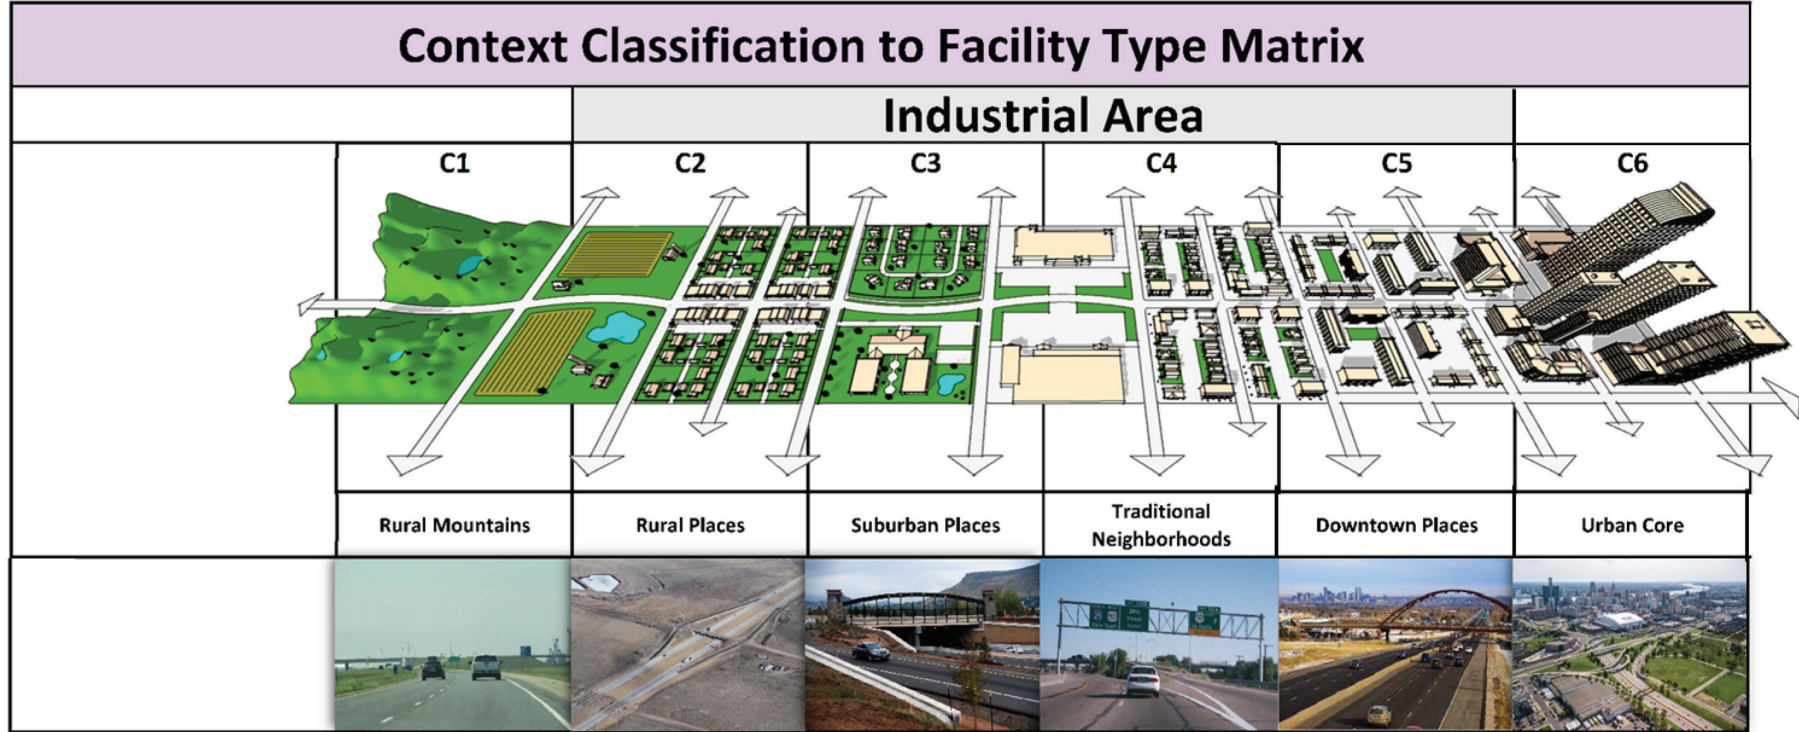 Context Classification to Facility Type Matrix
Industrial Area
C1
C2
C3
C4
C5
C6
Rural Mountains
Rural Places
Suburban Places
Traditional
Neighborhoods
Downtown Places
Urban Core